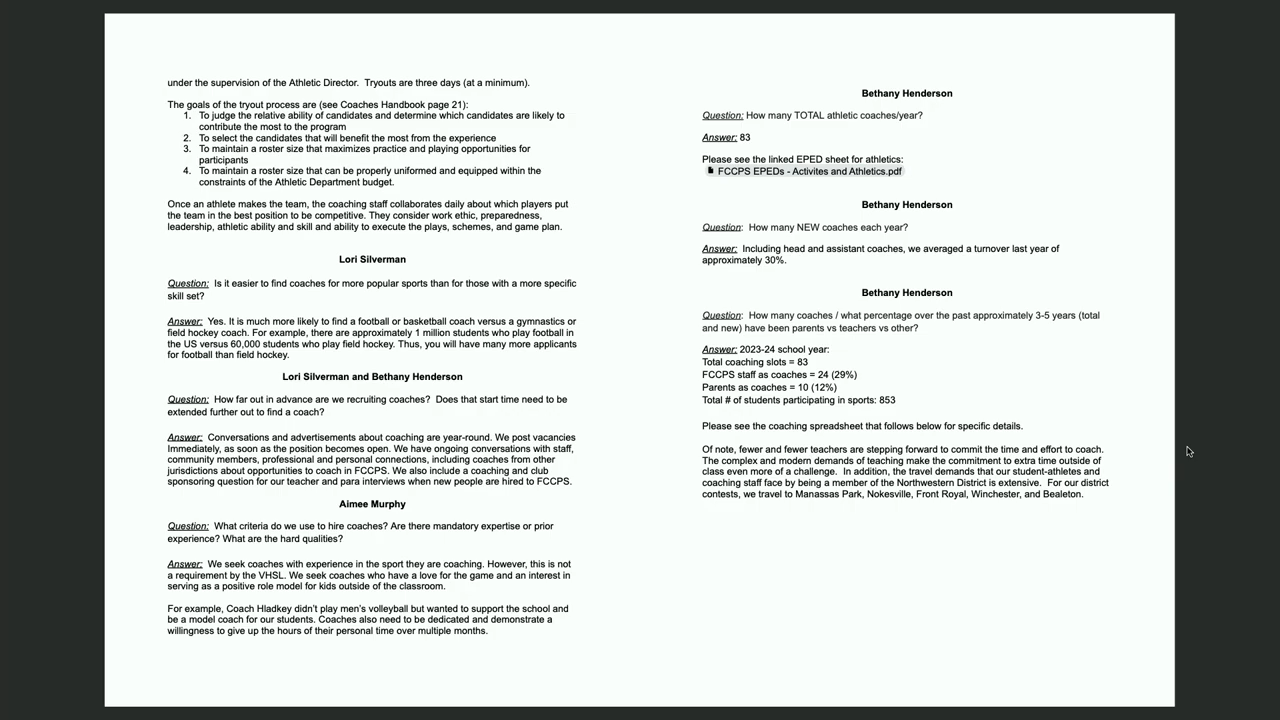 under the supervision of the Athletic Director.  Tryouts are three days (at a minimum).
The goals of the tryout process are (see Coaches Handbook page 21):
1. To judge the relative ability of candidates and determine which candidates are likely to
contribute the most to the program
2. To select the candidates that will benefit the most from the experience
3. To maintain a roster size that maximizes practice and playing opportunities for
participants
4. To maintain a roster size that can be properly uniformed and equipped within the
constraints of the Athletic Department budget.
Once an athlete makes the team, the coaching staff collaborates daily about which players put
the team in the best position to be competitive. They consider work ethic, preparedness,
leadership, athletic ability and skill and ability to execute the plays, schemes, and game plan.
Lori Silverman
Question:  Is it easier to find coaches for more popular sports than for those with a more specific
skill set?
Answer:  Yes. It is much more likely to find a football or basketball coach versus a gymnastics or
field hockey coach. For example, there are approximately 1 million students who play football in
the US versus 60,000 students who play field hockey. Thus, you will have many more applicants
for football than field hockey.
Lori Silverman and Bethany Henderson
Question:  How far out in advance are we recruiting coaches?  Does that start time need to be
extended further out to find a coach?
Answer:  Conversations and advertisements about coaching are year-round. We post vacancies
Immediately, as soon as the position becomes open. We have ongoing conversations with staff,
community members, professional and personal connections, including coaches from other
jurisdictions about opportunities to coach in FCCPS. We also include a coaching and club
sponsoring question for our teacher and para interviews when new people are hired to FCCPS.
Aimee Murphy
Question:  What criteria do we use to hire coaches? Are there mandatory expertise or prior
experience? What are the hard qualities?
Answer:  We seek coaches with experience in the sport they are coaching. However, this is not
a requirement by the VHSL. We seek coaches who have a love for the game and an interest in
serving as a positive role model for kids outside of the classroom.
For example, Coach Hladkey didn't play men's volleyball but wanted to support the school and
be a model coach for our students. Coaches also need to be dedicated and demonstrate a
willingness to give up the hours of their personal time over multiple months.
Bethany Henderson
Question: How many TOTAL athletic coaches/year?
Answer: 83
Please see the linked EPED sheet for athletics:
FCCPS EPEDs - Activites and Athletics.pdf
Bethany Henderson
Question:  How many NEW coaches each year?
Answer:  Including head and assistant coaches, we averaged a turnover last year of
approximately 30%.
Bethany Henderson
Question:  How many coaches / what percentage over the past approximately 3-5 years (total
and new) have been parents vs teachers vs other?
Answer: 2023-24 school year:
Total coaching slots = 83
FCCPS staff as coaches = 24 (29%)
Parents as coaches = 10 (12%)
Total # of students participating in sports: 853
Please see the coaching spreadsheet that follows below for specific details.
Of note, fewer and fewer teachers are stepping forward to commit the time and effort to coach.
The complex and modern demands of teaching make the commitment to extra time outside of
class even more of a challenge.  In addition, the travel demands that our student-athletes and
coaching staff face by being a member of the Northwestern District is extensive.  For our district
contests, we travel to Manassas Park, Nokesville, Front Royal, Winchester, and Bealeton.